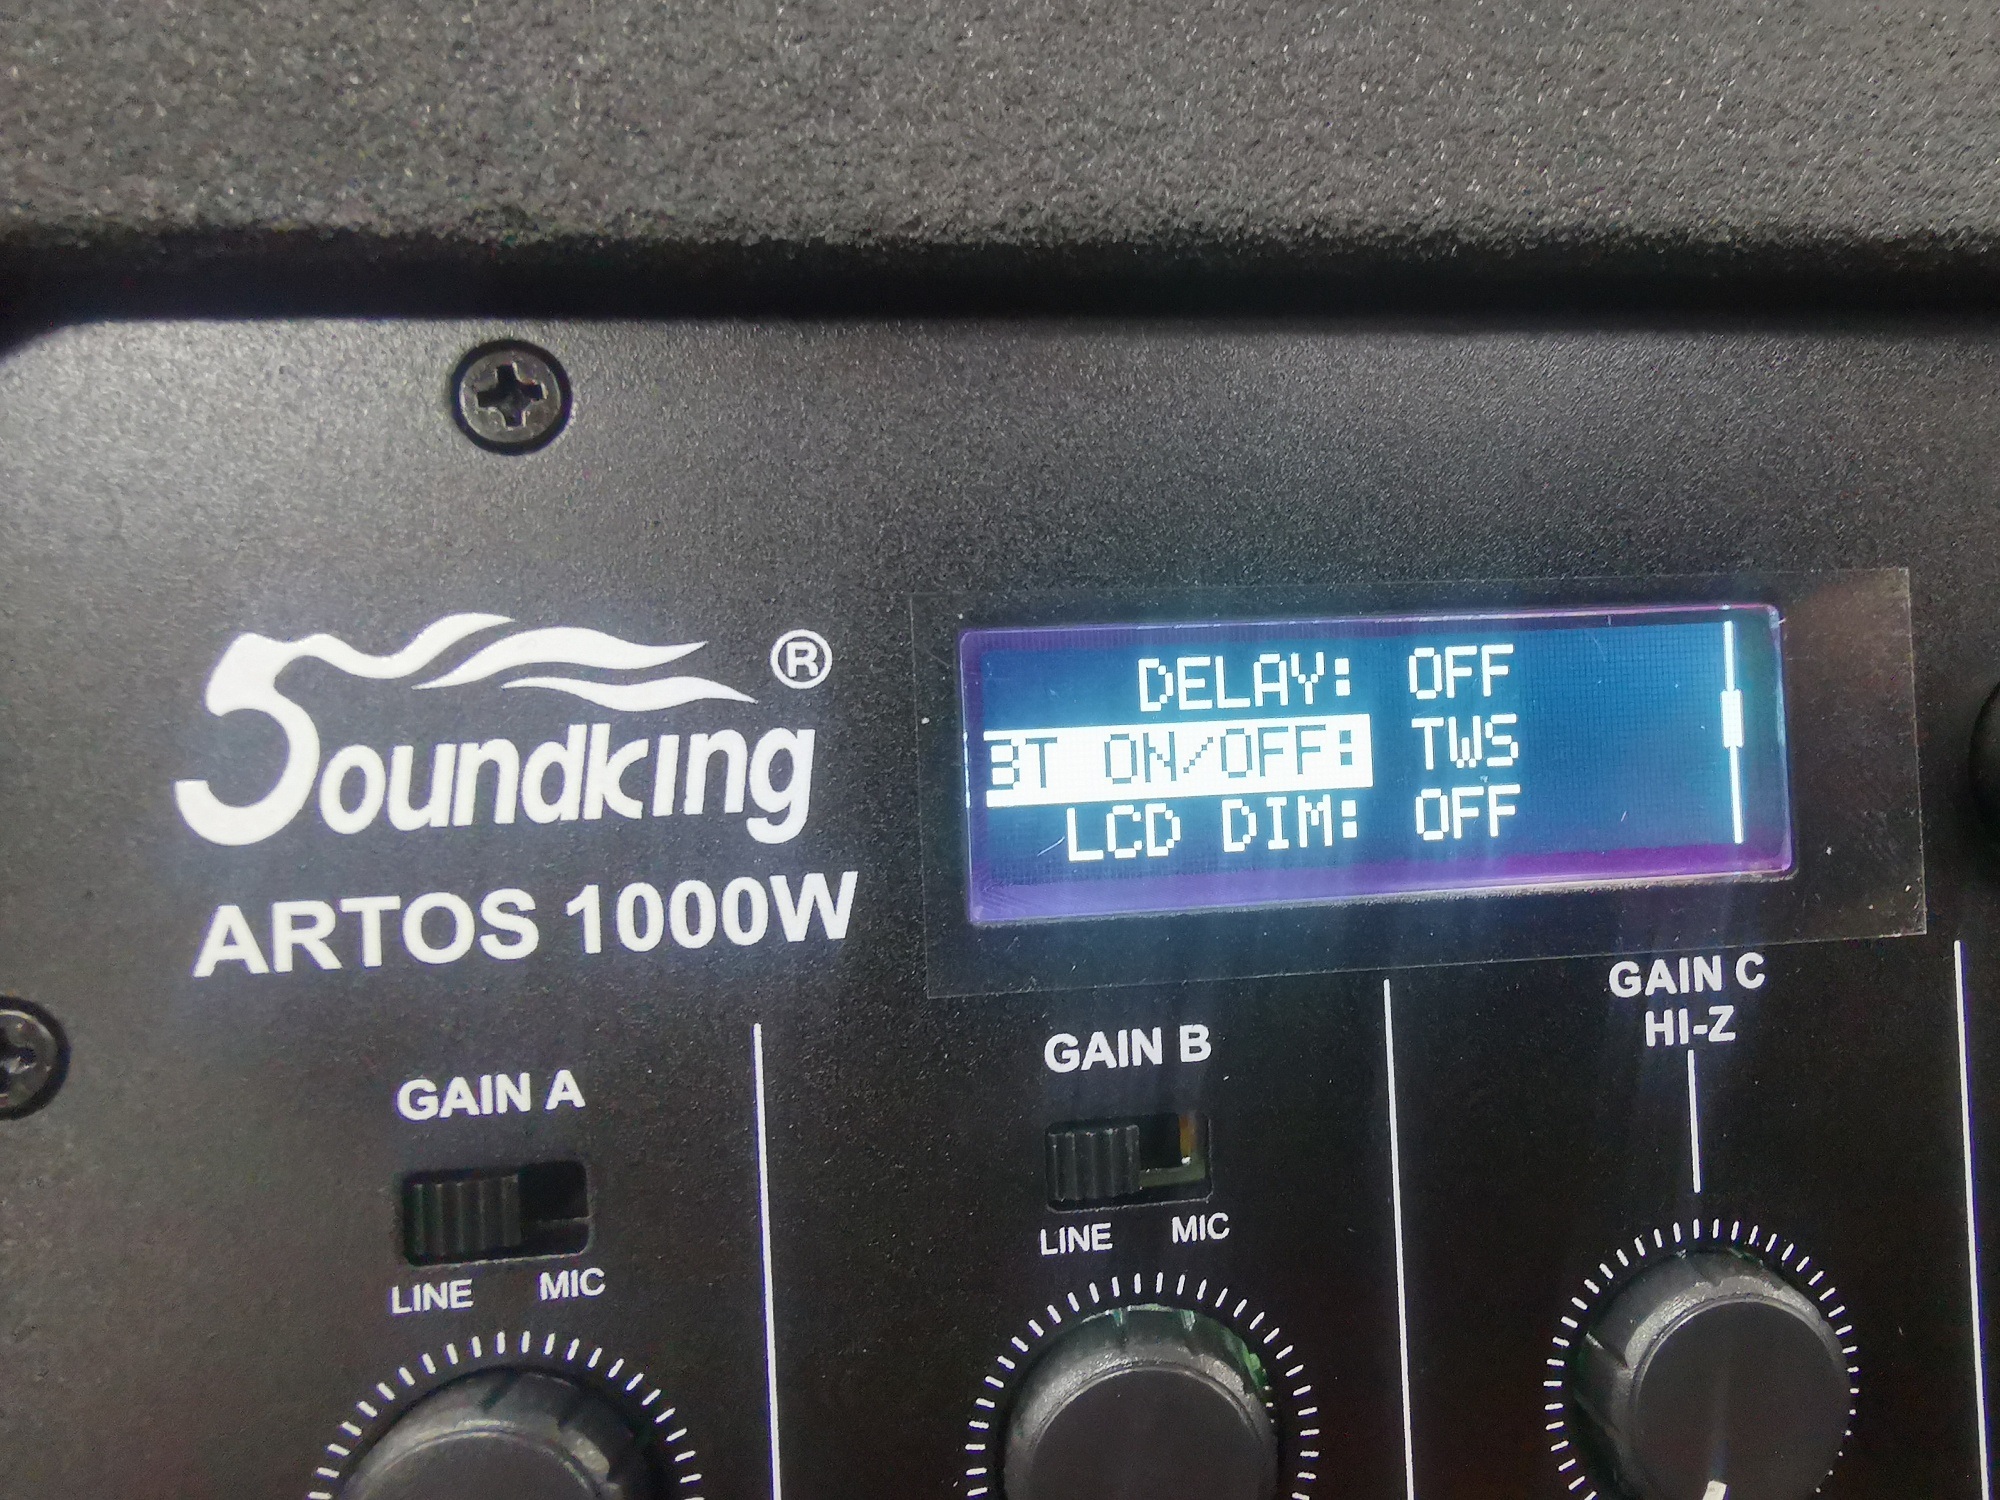 Soundking ®
ARTOS 1000W
DELAY: OFF
BT ON/OFF: TWS
LCD DIM: OFF
GAIN A
LINE MIC
GAIN B
LINE MIC
GAIN C
HI-Z